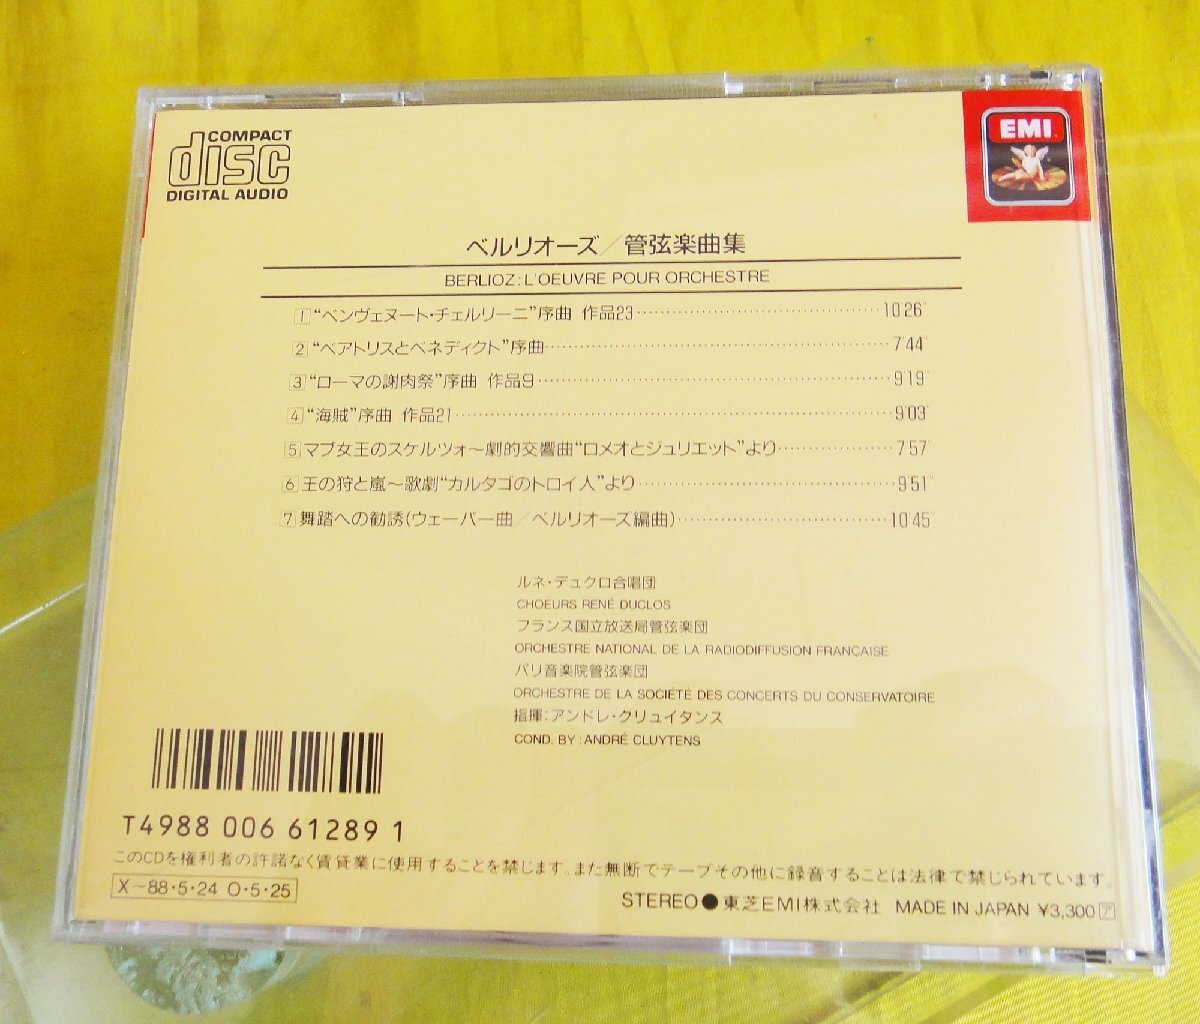 COMPACT
disc
DIGITAL AUDIO
EMI
ベルリオーズ／管弦楽曲集
BERLIOZ: L'OEUVRE POUR ORCHESTRE
1 “ベンヴェヌート・チェルリーニ”序曲 作品23 10'26"
2 “ベアトリスとベネディクト”序曲 7'44"
3 “ローマの謝肉祭”序曲 作品9 9'19"
4 “海賊”序曲 作品21 9'03"
5 マブ女王のスケルツォ〜劇的交響曲“ロメオとジュリエット”より 7'57"
6 王の狩と嵐〜歌劇“カルタゴのトロイ人”より 9'51"
7 舞踏への勧誘(ウェーバー曲／ベルリオーズ編曲) 10'45"
ルネ・デュクロ合唱団
CHOEURS RENÉ DUCLOS
フランス国立放送局管弦楽団
ORCHESTRE NATIONAL DE LA RADIODIFFUSION FRANÇAISE
パリ音楽院管弦楽団
ORCHESTRE DE LA SOCIÉTÉ DES CONCERTS DU CONSERVATOIRE
指揮：アンドレ・クリュイタンス
COND. BY : ANDRÉ CLUYTENS
T4988 006 61289 1
このCDを権利者の許諾なく賃貸業に使用することを禁じます。また無断でテープその他に録音することは法律で禁じられています。
X－88・5・24 O・5・25
STEREO●東芝EMI株式会社 MADE IN JAPAN ¥3,300 ア